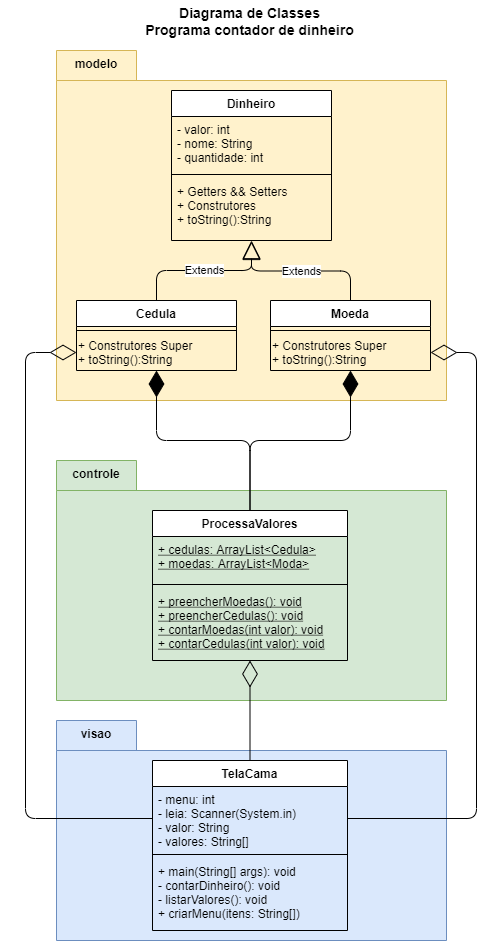 Diagrama de Classes
Programa contador de dinheiro
modelo
Dinheiro
- valor: int
- nome: String
- quantidade: int
+ Getters && Setters
+ Construtores
+ toString():String
Extends
Extends
Cedula
+ Construtores Super
+ toString():String
Moeda
+ Construtores Super
+ toString():String
controle
ProcessaValores
+ cedulas: ArrayList<Cedula>
+ moedas: ArrayList<Moda>
+ preencherMoedas(): void
+ preencherCedulas(): void
+ contarMoedas(int valor): void
+ contarCedulas(int valor): void
visao
TelaCama
- menu: int
- leia: Scanner(System.in)
- valor: String
- valores: String[]
+ main(String[] args): void
- contarDinheiro(): void
- listarValores(): void
+ criarMenu(itens: String[])